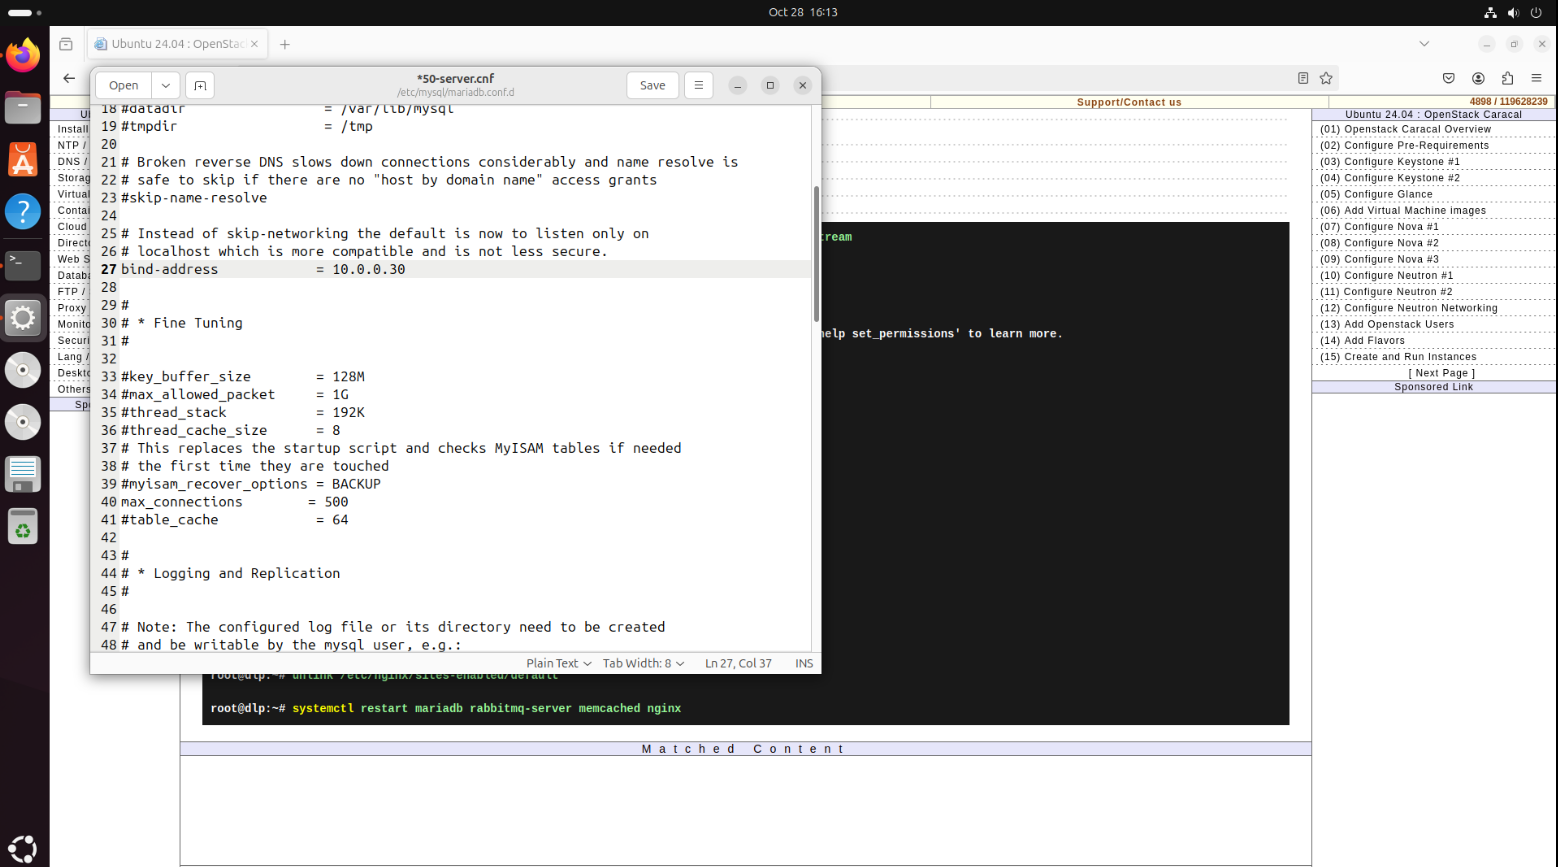 Oct 28 16:13
Ubuntu 24.04 : OpenStac
Open
*50-server.cnf
/etc/mysql/mariadb.conf.d
Save
Support/Contact us
4898 / 119628239
Install
NTP /
DNS /
Storag
Virtual
Contai
Cloud
Directo
Web S
Databa
FTP /
Proxy
Monito
Securi
Lang /
Deskto
Others
Sp
18 #datadir = /var/lib/mysql
19 #tmpdir = /tmp
20
21 # Broken reverse DNS slows down connections considerably and name resolve is
22 # safe to skip if there are no "host by domain name" access grants
23 #skip-name-resolve
24
25 # Instead of skip-networking the default is now to listen only on
26 # localhost which is more compatible and is not less secure.
27 bind-address = 10.0.0.30
28
29 #
30 # * Fine Tuning
31 #
32
33 #key_buffer_size = 128M
34 #max_allowed_packet = 1G
35 #thread_stack = 192K
36 #thread_cache_size = 8
37 # This replaces the startup script and checks MyISAM tables if needed
38 # the first time they are touched
39 #myisam_recover_options = BACKUP
40 max_connections = 500
41 #table_cache = 64
42
43 #
44 # * Logging and Replication
45 #
46
47 # Note: The configured log file or its directory need to be created
48 # and be writable by the mysql user, e.g.:
Plain Text
Tab Width: 8
Ln 27, Col 37
INS
tream
help set_permissions' to learn more.
root@dlp:~# unlink /etc/nginx/sites-enabled/default
root@dlp:~# systemctl restart mariadb rabbitmq-server memcached nginx
Matched Content
Ubuntu 24.04 : OpenStack Caracal
(01) Openstack Caracal Overview
(02) Configure Pre-Requirements
(03) Configure Keystone #1
(04) Configure Keystone #2
(05) Configure Glance
(06) Add Virtual Machine images
(07) Configure Nova #1
(08) Configure Nova #2
(09) Configure Nova #3
(10) Configure Neutron #1
(11) Configure Neutron #2
(12) Configure Neutron Networking
(13) Add Openstack Users
(14) Add Flavors
(15) Create and Run Instances
[ Next Page ]
Sponsored Link